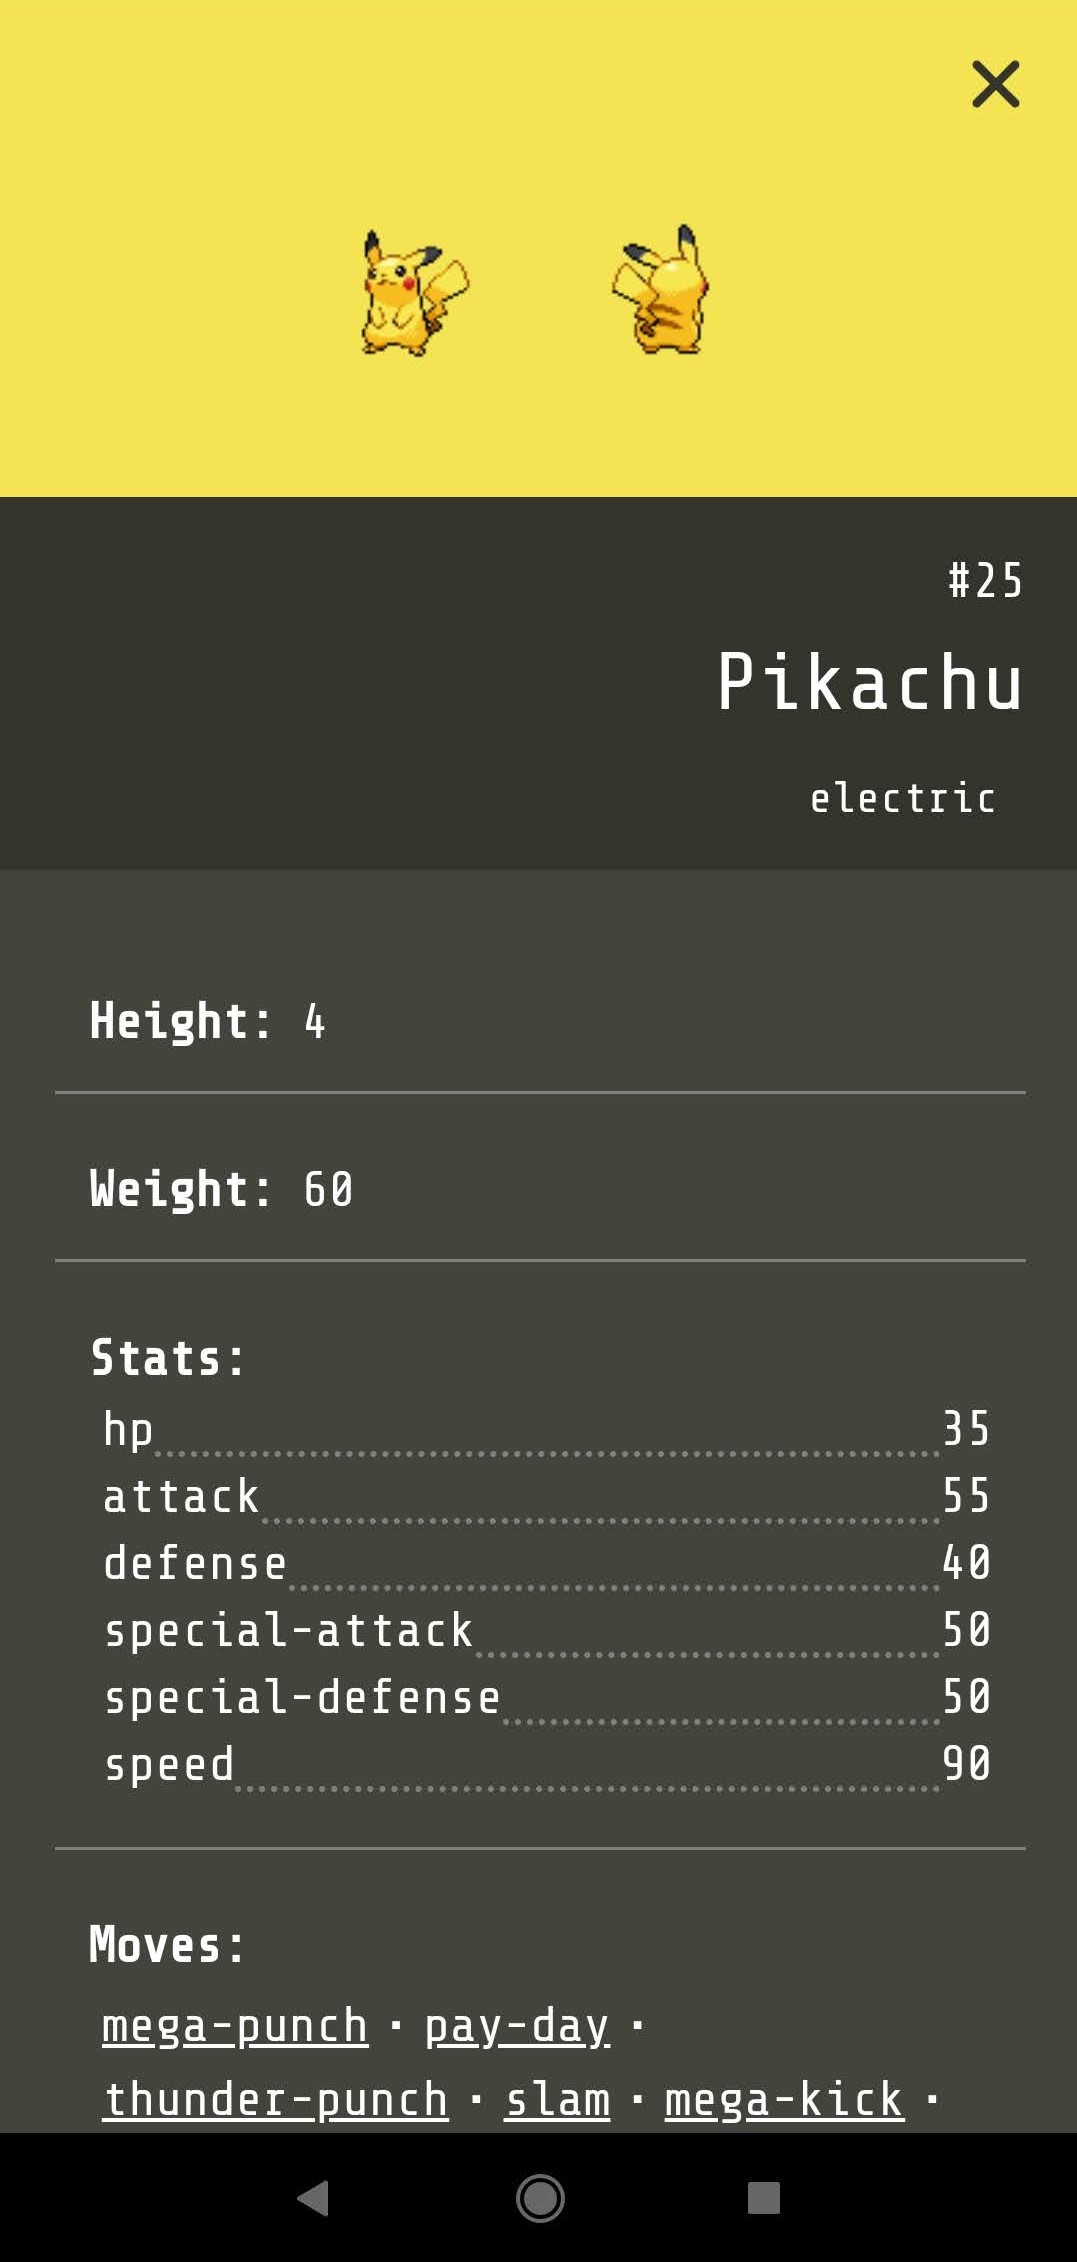 #25
Pikachu
electric
Height: 4
Weight: 60
Stats:
hp 35
attack 55
defense 40
special-attack 50
special-defense 50
speed 90
Moves:
mega-punch · pay-day ·
thunder-punch · slam · mega-kick ·